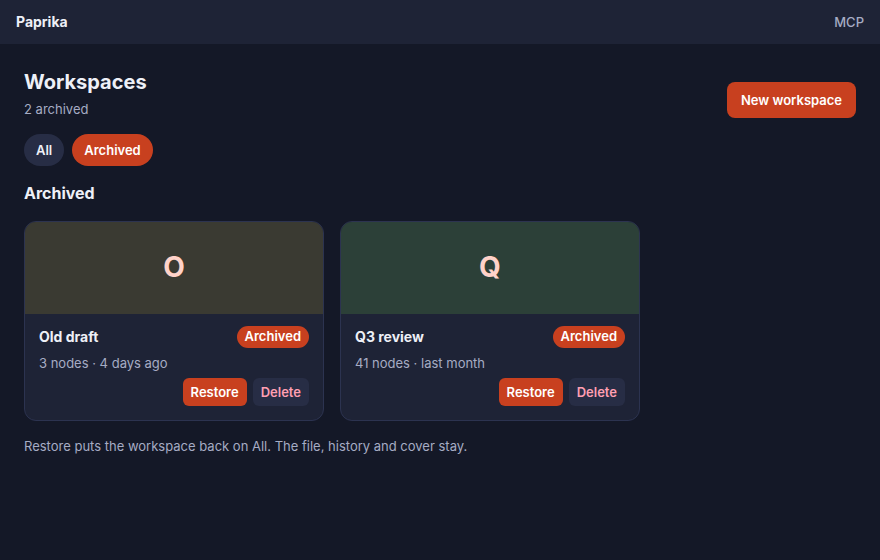 Paprika
MCP
Workspaces
2 archived
New workspace
All
Archived
Archived
O
Q
Old draft
Archived
3 nodes · 4 days ago
Restore
Delete
Q3 review
Archived
41 nodes · last month
Restore
Delete
Restore puts the workspace back on All. The file, history and cover stay.